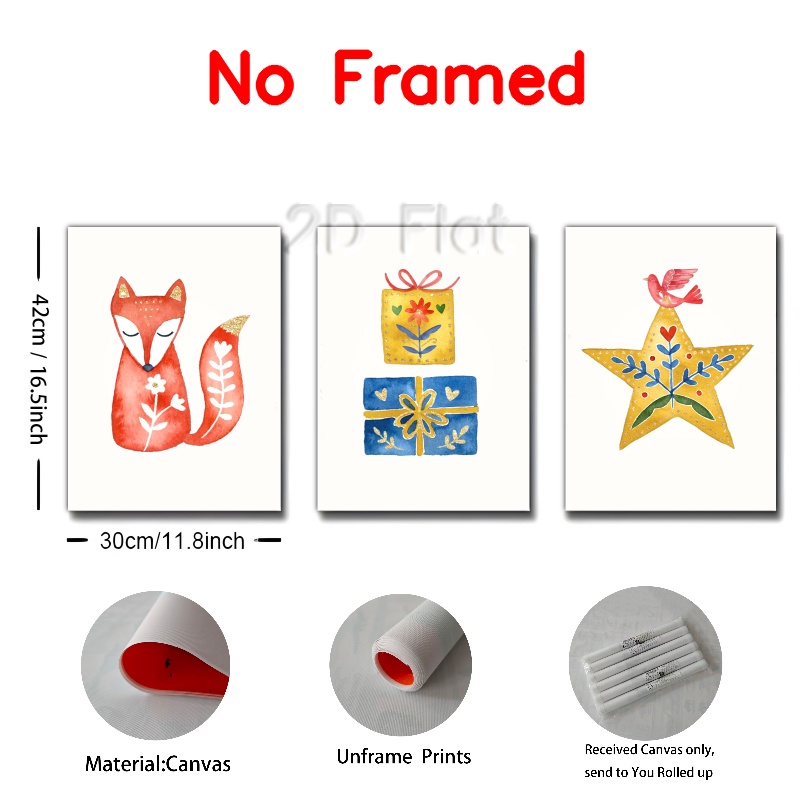 No Framed
2D Flat
42cm / 16.5inch
30cm/11.8inch
Material:Canvas
Unframe Prints
Received Canvas only,
send to You Rolled up